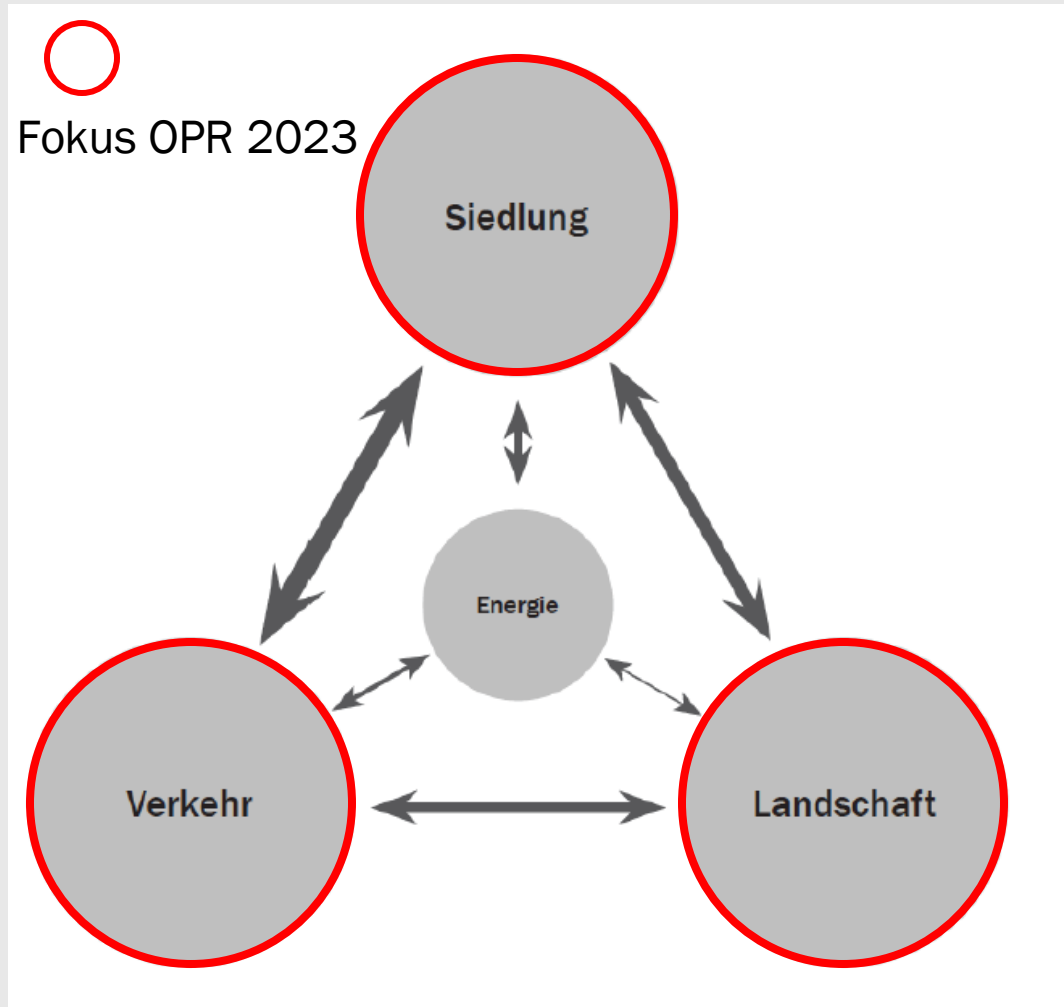 Fokus OPR 2023
Siedlung
Energie
Verkehr
Landschaft